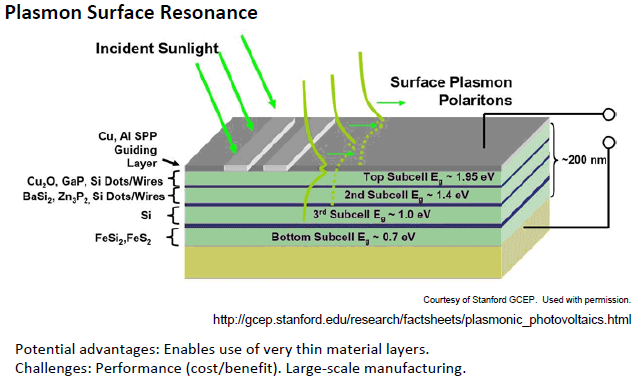 Plasmon Surface Resonance
Incident Sunlight
Surface Plasmon
Polaritons
Cu, Al SPP
Guiding
Layer
~200 nm
Cu₂O, GaP, Si Dots/Wires
Top Subcell E₉ ~ 1.95 eV
BaSi₂, Zn₃P₂, Si Dots/Wires
2nd Subcell E₉ ~ 1.4 eV
Si
3ʳᵈ Subcell E₉ ~ 1.0 eV
FeSi₂,FeS₂
Bottom Subcell E₉ ~ 0.7 eV
Courtesy of Stanford GCEP. Used with permission.
http://gcep.stanford.edu/research/factsheets/plasmonic_photovoltaics.html
Potential advantages: Enables use of very thin material layers.
Challenges: Performance (cost/benefit). Large-scale manufacturing.